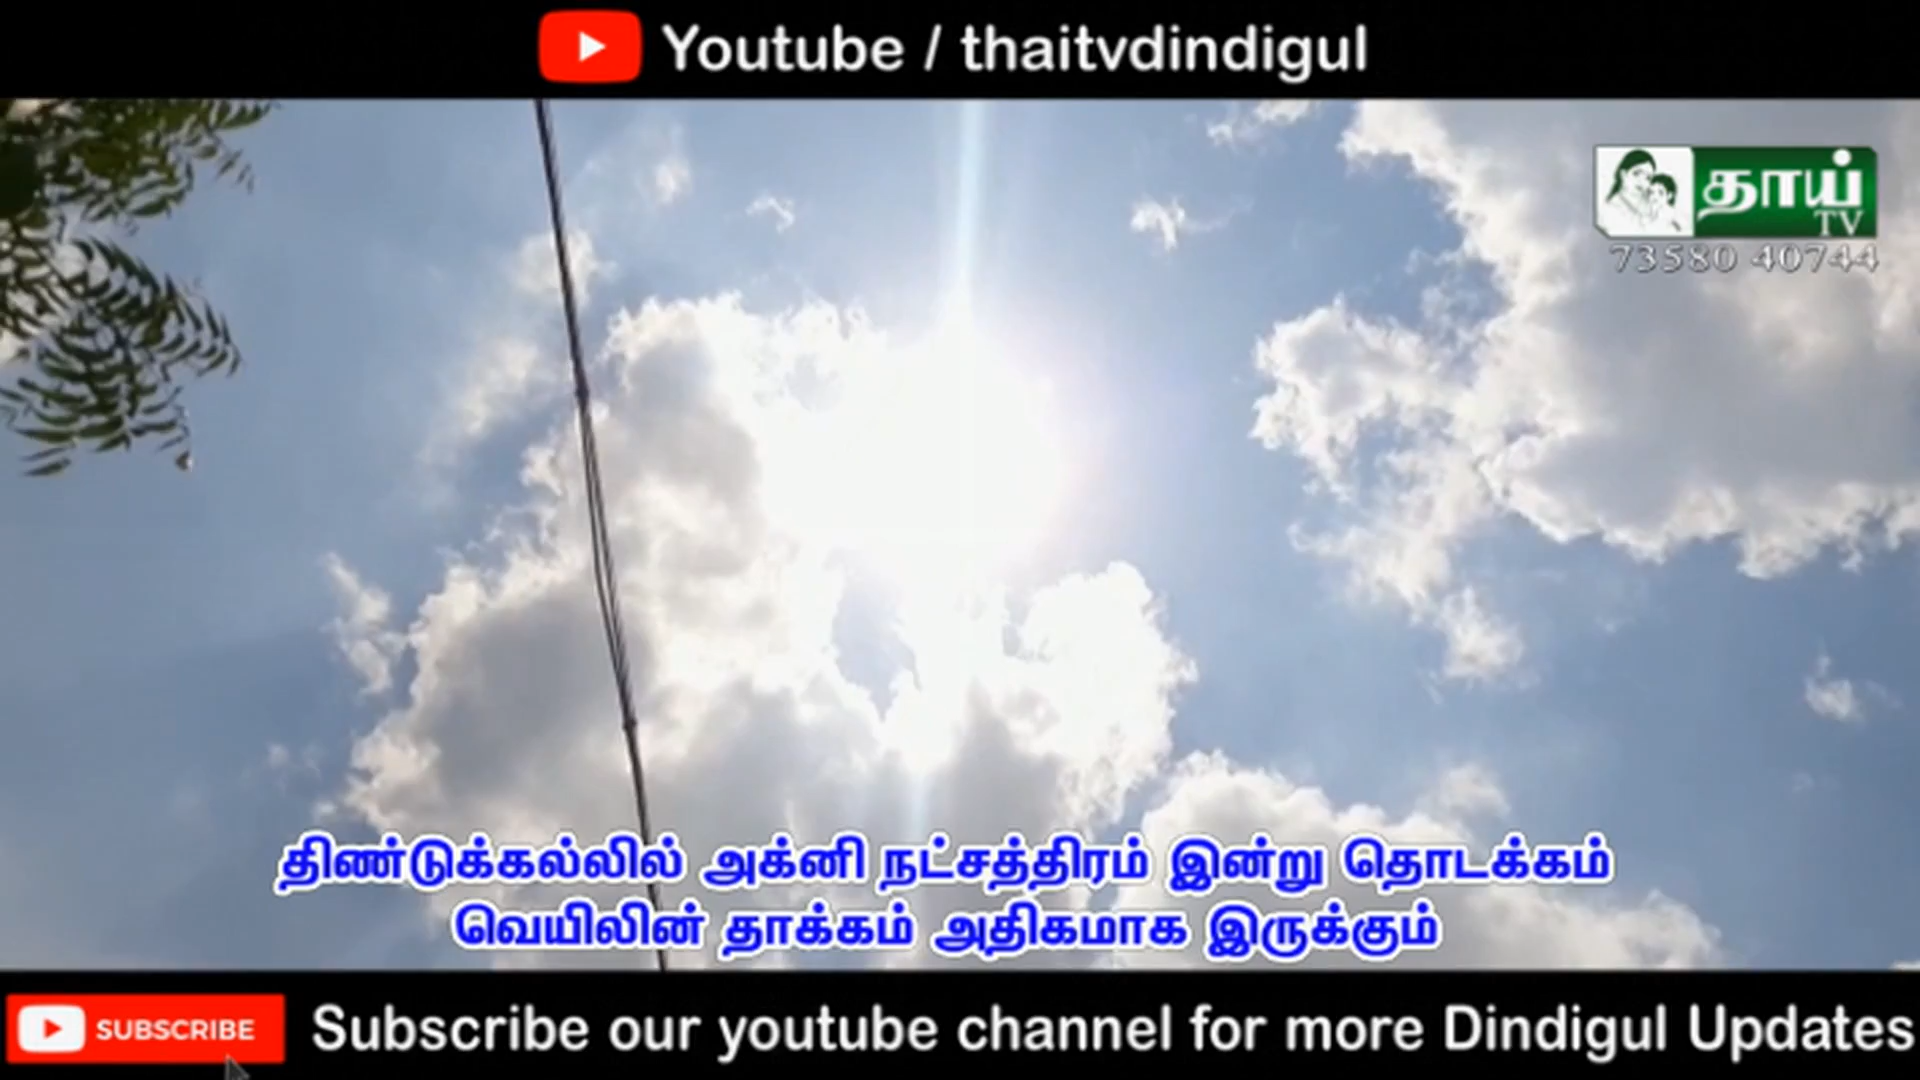 Youtube / thaitvdindigul
தாய்
TV
73580 40744
திண்டுக்கல்லில் அக்னி நட்சத்திரம் இன்று தொடக்கம்
வெயிலின் தாக்கம் அதிகமாக இருக்கும்
SUBSCRIBE
Subscribe our youtube channel for more Dindigul Updates